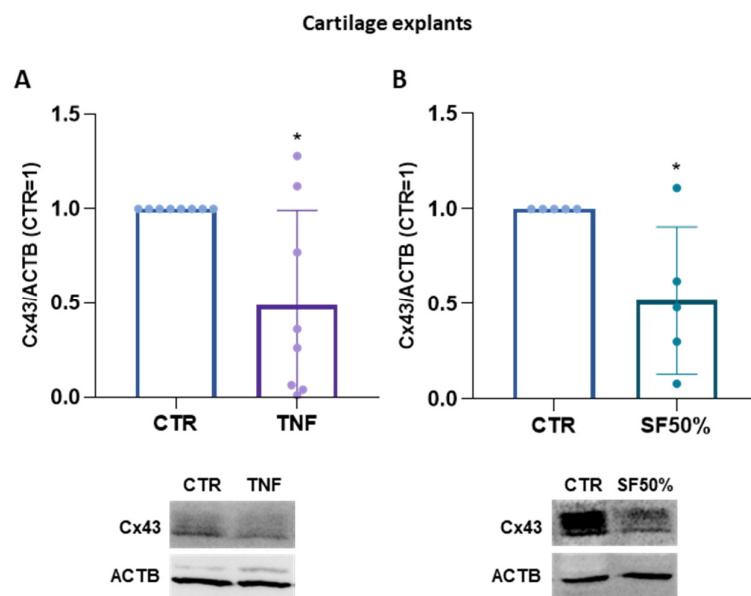 Cartilage explants
A
Cx43/ACTB (CTR=1)
1.5
1.0
0.5
0.0
*
CTR
TNF
B
Cx43/ACTB (CTR=1)
1.5
1.0
0.5
0.0
*
CTR
SF50%
CTR TNF
Cx43
ACTB
CTR SF50%
Cx43
ACTB